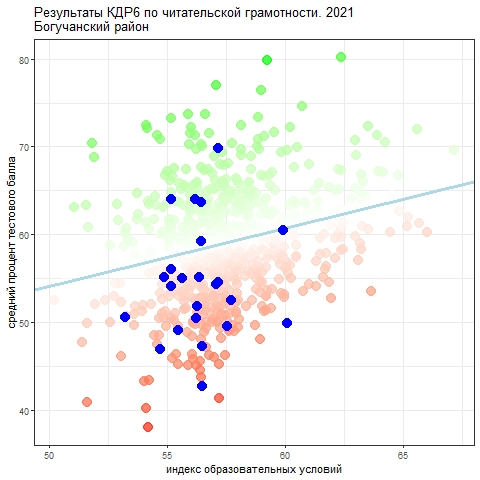 Результаты КДР6 по читательской грамотности. 2021
Богучанский район
средний процент тестового балла
80
70
60
50
40
50
55
60
65
индекс образовательных условий